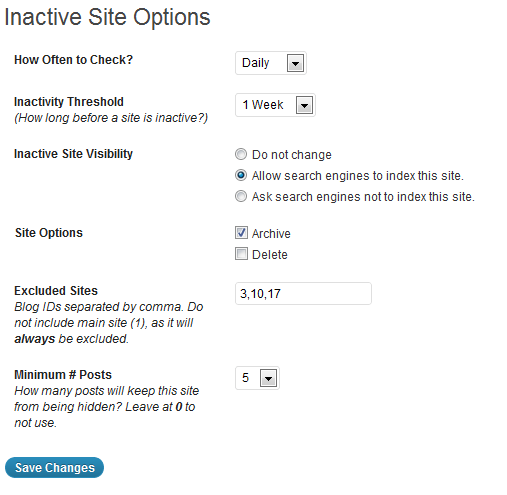 Inactive Site Options
How Often to Check?
Daily
Inactivity Threshold
(How long before a site is inactive?)
1 Week
Inactive Site Visibility
Do not change
Allow search engines to index this site.
Ask search engines not to index this site.
Site Options
Archive
Delete
Excluded Sites
Blog IDs separated by comma. Do
not include main site (1), as it will
always be excluded.
3,10,17
Minimum # Posts
How many posts will keep this site
from being hidden? Leave at 0 to
not use.
5
Save Changes